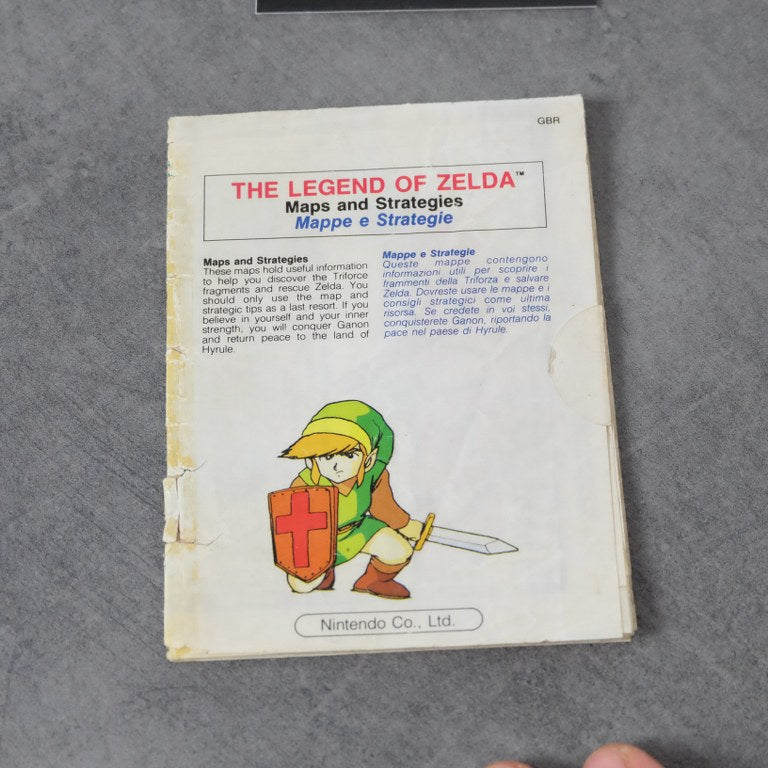 GBR
THE LEGEND OF ZELDA™
Maps and Strategies
Mappe e Strategie
Maps and Strategies
These maps hold useful information
to help you discover the Triforce
fragments and rescue Zelda. You
should only use the map and
strategic tips as a last resort. If you
believe in yourself and your inner
strength, you will conquer Ganon
and return peace to the land of
Hyrule.
Mappe e Strategie
Queste mappe contengono
informazioni utili per scoprire i
frammenti della Triforza e salvare
Zelda. Dovreste usare le mappe e i
consigli strategici come ultima
risorsa. Se credete in voi stessi,
conquisterete Ganon, riportando la
pace nel paese di Hyrule.
Nintendo Co., Ltd.